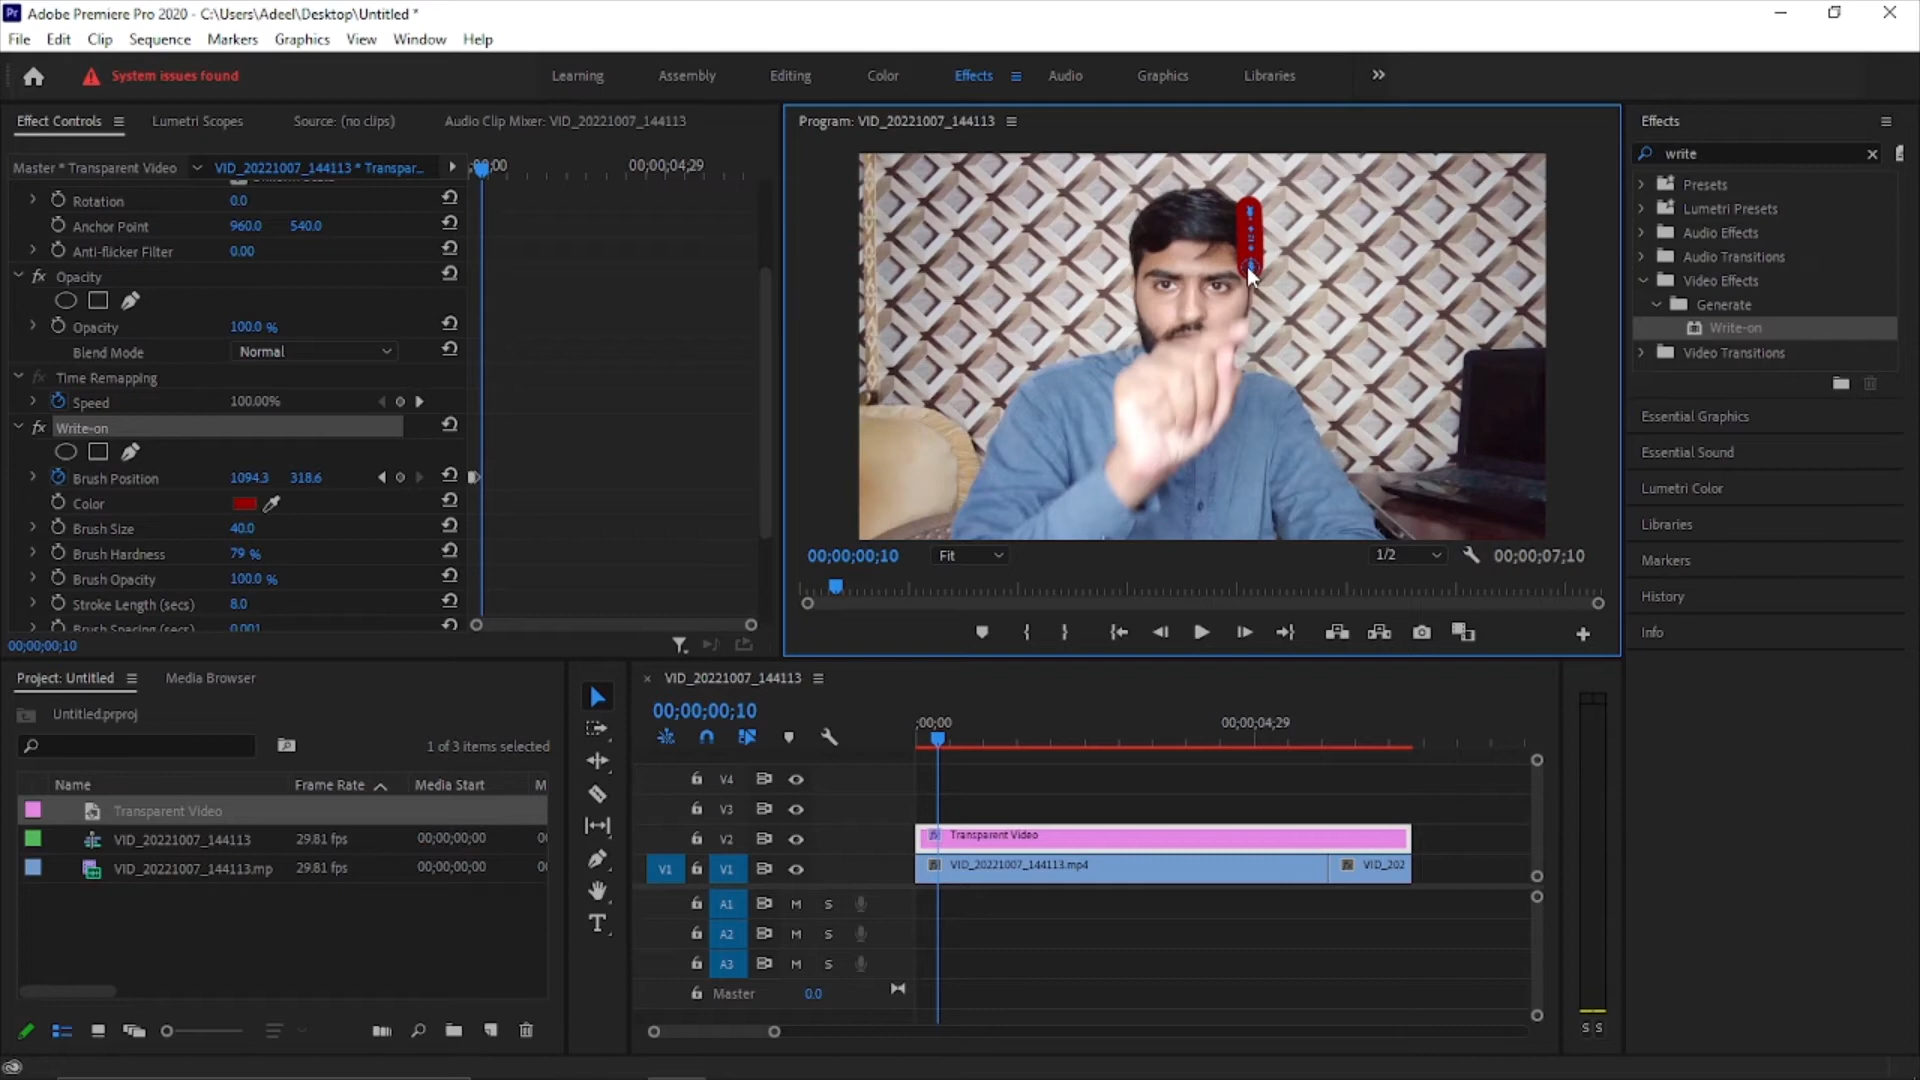 Adobe Premiere Pro 2020 - C:\Users\Adeel\Desktop\Untitled *
File Edit Clip Sequence Markers Graphics View Window Help
System issues found
Learning Assembly Editing Color Effects Audio Graphics Libraries
Effect Controls Lumetri Scopes Source: (no clips) Audio Clip Mixer: VID_20221007_144113
Master * Transparent Video VID_20221007_144113 * Transpar...
;00;00 00;00;04;29
Rotation 0.0
Anchor Point 960.0 540.0
Anti-flicker Filter 0.00
fx Opacity
Opacity 100.0 %
Blend Mode Normal
fx Time Remapping
Speed 100.00%
fx Write-on
Brush Position 1094.3 318.6
Color
Brush Size 40.0
Brush Hardness 79 %
Brush Opacity 100.0 %
Stroke Length (secs) 8.0
Brush Spacing (secs) 0.001
00;00;00;10
Program: VID_20221007_144113
00;00;00;10 Fit 1/2 00;00;07;10
Effects
write
Presets
Lumetri Presets
Audio Effects
Audio Transitions
Video Effects
Generate
Write-on
Video Transitions
Essential Graphics
Essential Sound
Lumetri Color
Libraries
Markers
History
Info
Project: Untitled Media Browser
Untitled.prproj
1 of 3 items selected
Name Frame Rate Media Start M
Transparent Video
VID_20221007_144113 29.81 fps 00;00;00;00
VID_20221007_144113.mp 29.81 fps 00;00;00;00
VID_20221007_144113
00;00;00;10
;00;00 00;00;04;29
V4
V3
V2 Transparent Video
V1 V1 VID_20221007_144113.mp4 VID_202
A1 M S
A2 M S
A3 M S
Master 0.0
S S